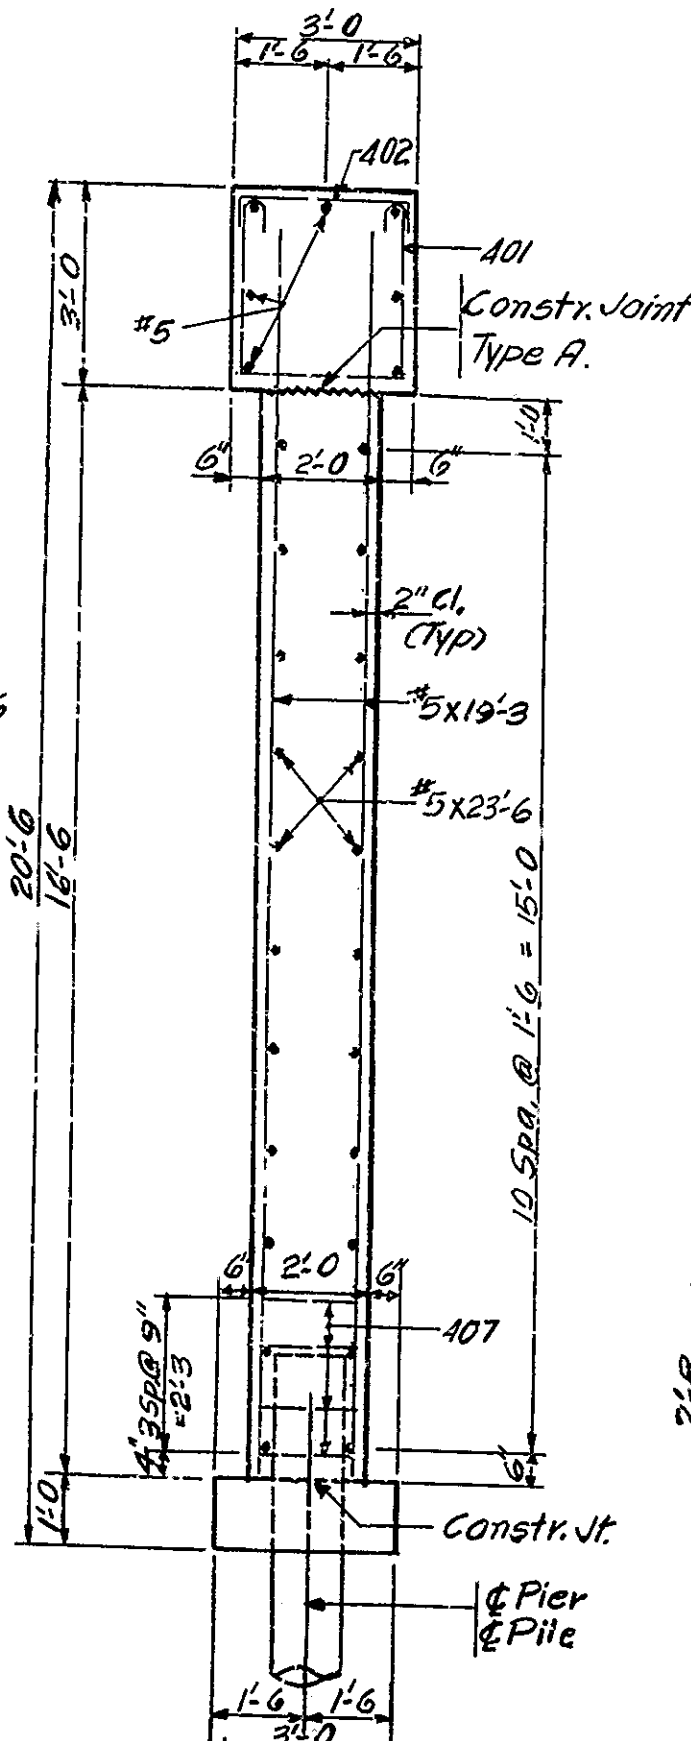 3'-0
1'-6 1'-6
402
401
3'-0
#5
Constr. Joint
Type A.
1'-0
6" 2'-0 6"
2" Cl.
(Typ)
#5X19'-3
#5X23'-6
20'-6
16'-6
10 Spa. @ 1'-6 = 15'-0
6" 2'-0 6"
407
4" 3 Sp. @ 9"
=2'-3
6"
1'-0
Constr. Jt.
℄ Pier
℄ Pile
1'-6 1'-6
3'-0